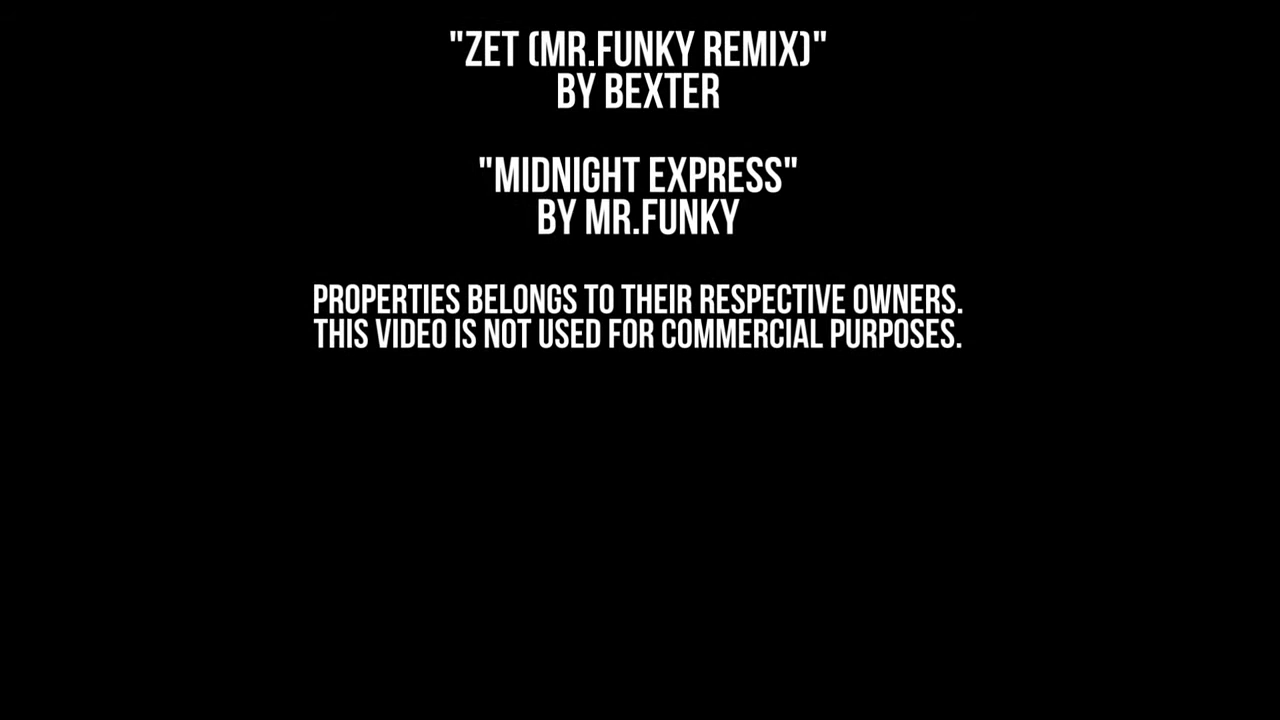 "ZET (MR.FUNKY REMIX)"
BY BEXTER
"MIDNIGHT EXPRESS"
BY MR.FUNKY
PROPERTIES BELONGS TO THEIR RESPECTIVE OWNERS.
THIS VIDEO IS NOT USED FOR COMMERCIAL PURPOSES.